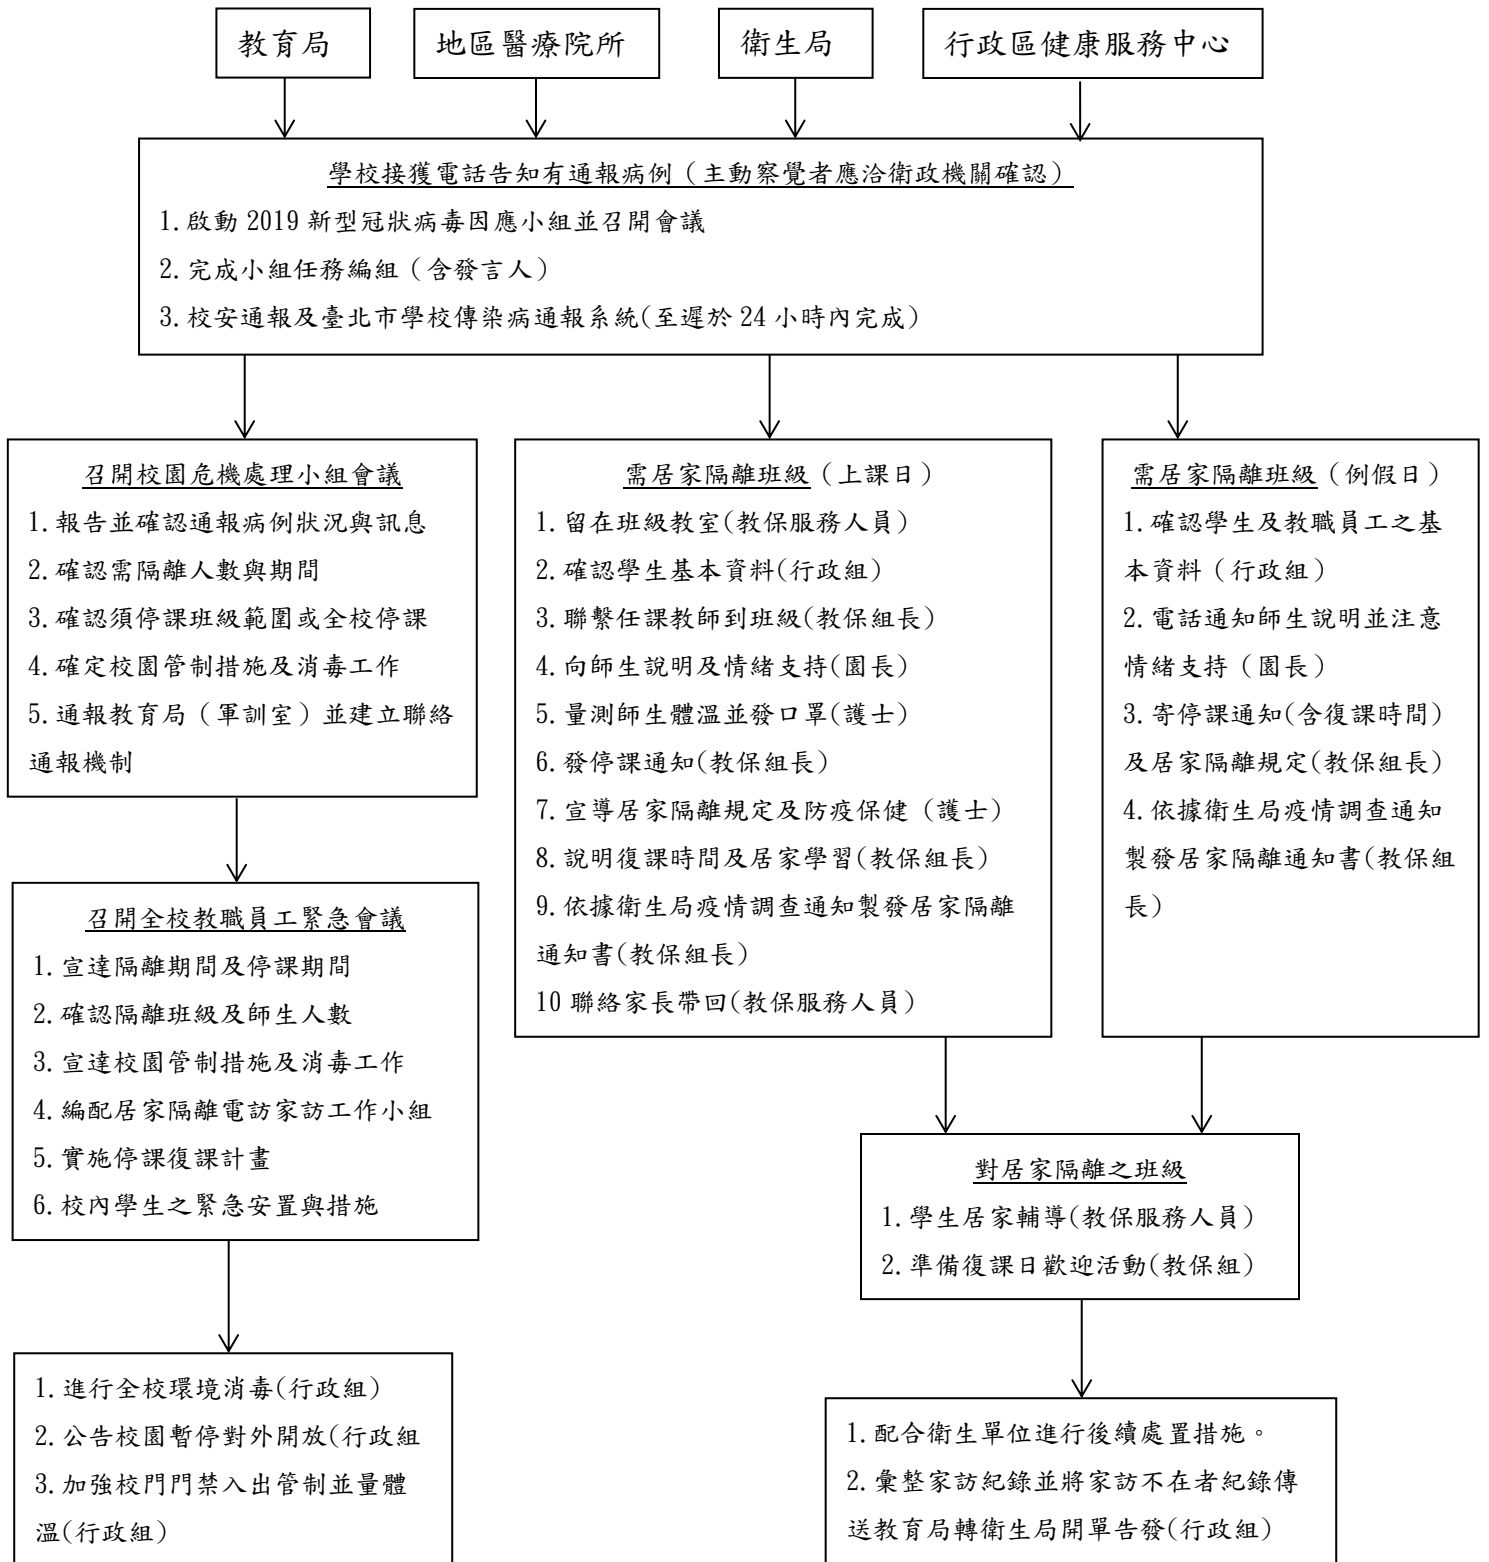 教育局
地區醫療院所
衛生局
行政區健康服務中心
學校接獲電話告知有通報病例（主動察覺者應洽衛政機關確認）
1.啟動 2019 新型冠狀病毒因應小組並召開會議
2.完成小組任務編組（含發言人）
3.校安通報及臺北市學校傳染病通報系統(至遲於 24 小時內完成)
召開校園危機處理小組會議
1.報告並確認通報病例狀況與訊息
2.確認需隔離人數與期間
3.確認須停課班級範圍或全校停課
4.確定校園管制措施及消毒工作
5.通報教育局（軍訓室）並建立聯絡
通報機制
需居家隔離班級（上課日）
1.留在班級教室(教保服務人員)
2.確認學生基本資料(行政組)
3.聯繫任課教師到班級(教保組長)
4.向師生說明及情緒支持(園長)
5.量測師生體溫並發口罩(護士)
6.發停課通知(教保組長)
7.宣導居家隔離規定及防疫保健（護士)
8.說明復課時間及居家學習(教保組長)
9.依據衛生局疫情調查通知製發居家隔離
通知書(教保組長)
10 聯絡家長帶回(教保服務人員)
需居家隔離班級（例假日）
1.確認學生及教職員工之基
本資料（行政組)
2.電話通知師生說明並注意
情緒支持（園長)
3.寄停課通知(含復課時間)
及居家隔離規定(教保組長)
4.依據衛生局疫情調查通知
製發居家隔離通知書(教保組
長)
召開全校教職員工緊急會議
1.宣達隔離期間及停課期間
2.確認隔離班級及師生人數
3.宣達校園管制措施及消毒工作
4.編配居家隔離電訪家訪工作小組
5.實施停課復課計畫
6.校內學生之緊急安置與措施
對居家隔離之班級
1.學生居家輔導(教保服務人員)
2.準備復課日歡迎活動(教保組)
1.進行全校環境消毒(行政組)
2.公告校園暫停對外開放(行政組
3.加強校門門禁入出管制並量體
溫(行政組)
1.配合衛生單位進行後續處置措施。
2.彙整家訪紀錄並將家訪不在者紀錄傳
送教育局轉衛生局開單告發(行政組)